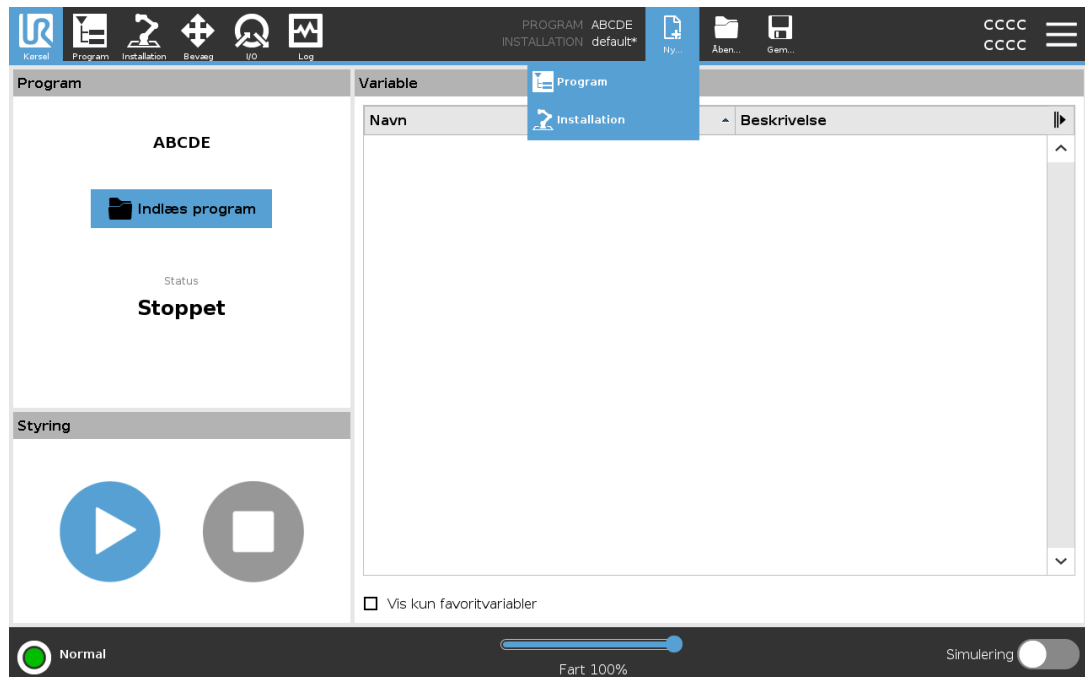 Kørsel
Program
Installation
Bevæg
I/O
Log
PROGRAM ABCDE
INSTALLATION default*
Ny...
Åben...
Gem...
CCCC
CCCC
Program
Variable
Program
Installation
Navn
Beskrivelse
ABCDE
Indlæs program
Status
Stoppet
Styring
Vis kun favoritvariabler
Normal
Fart 100%
Simulering